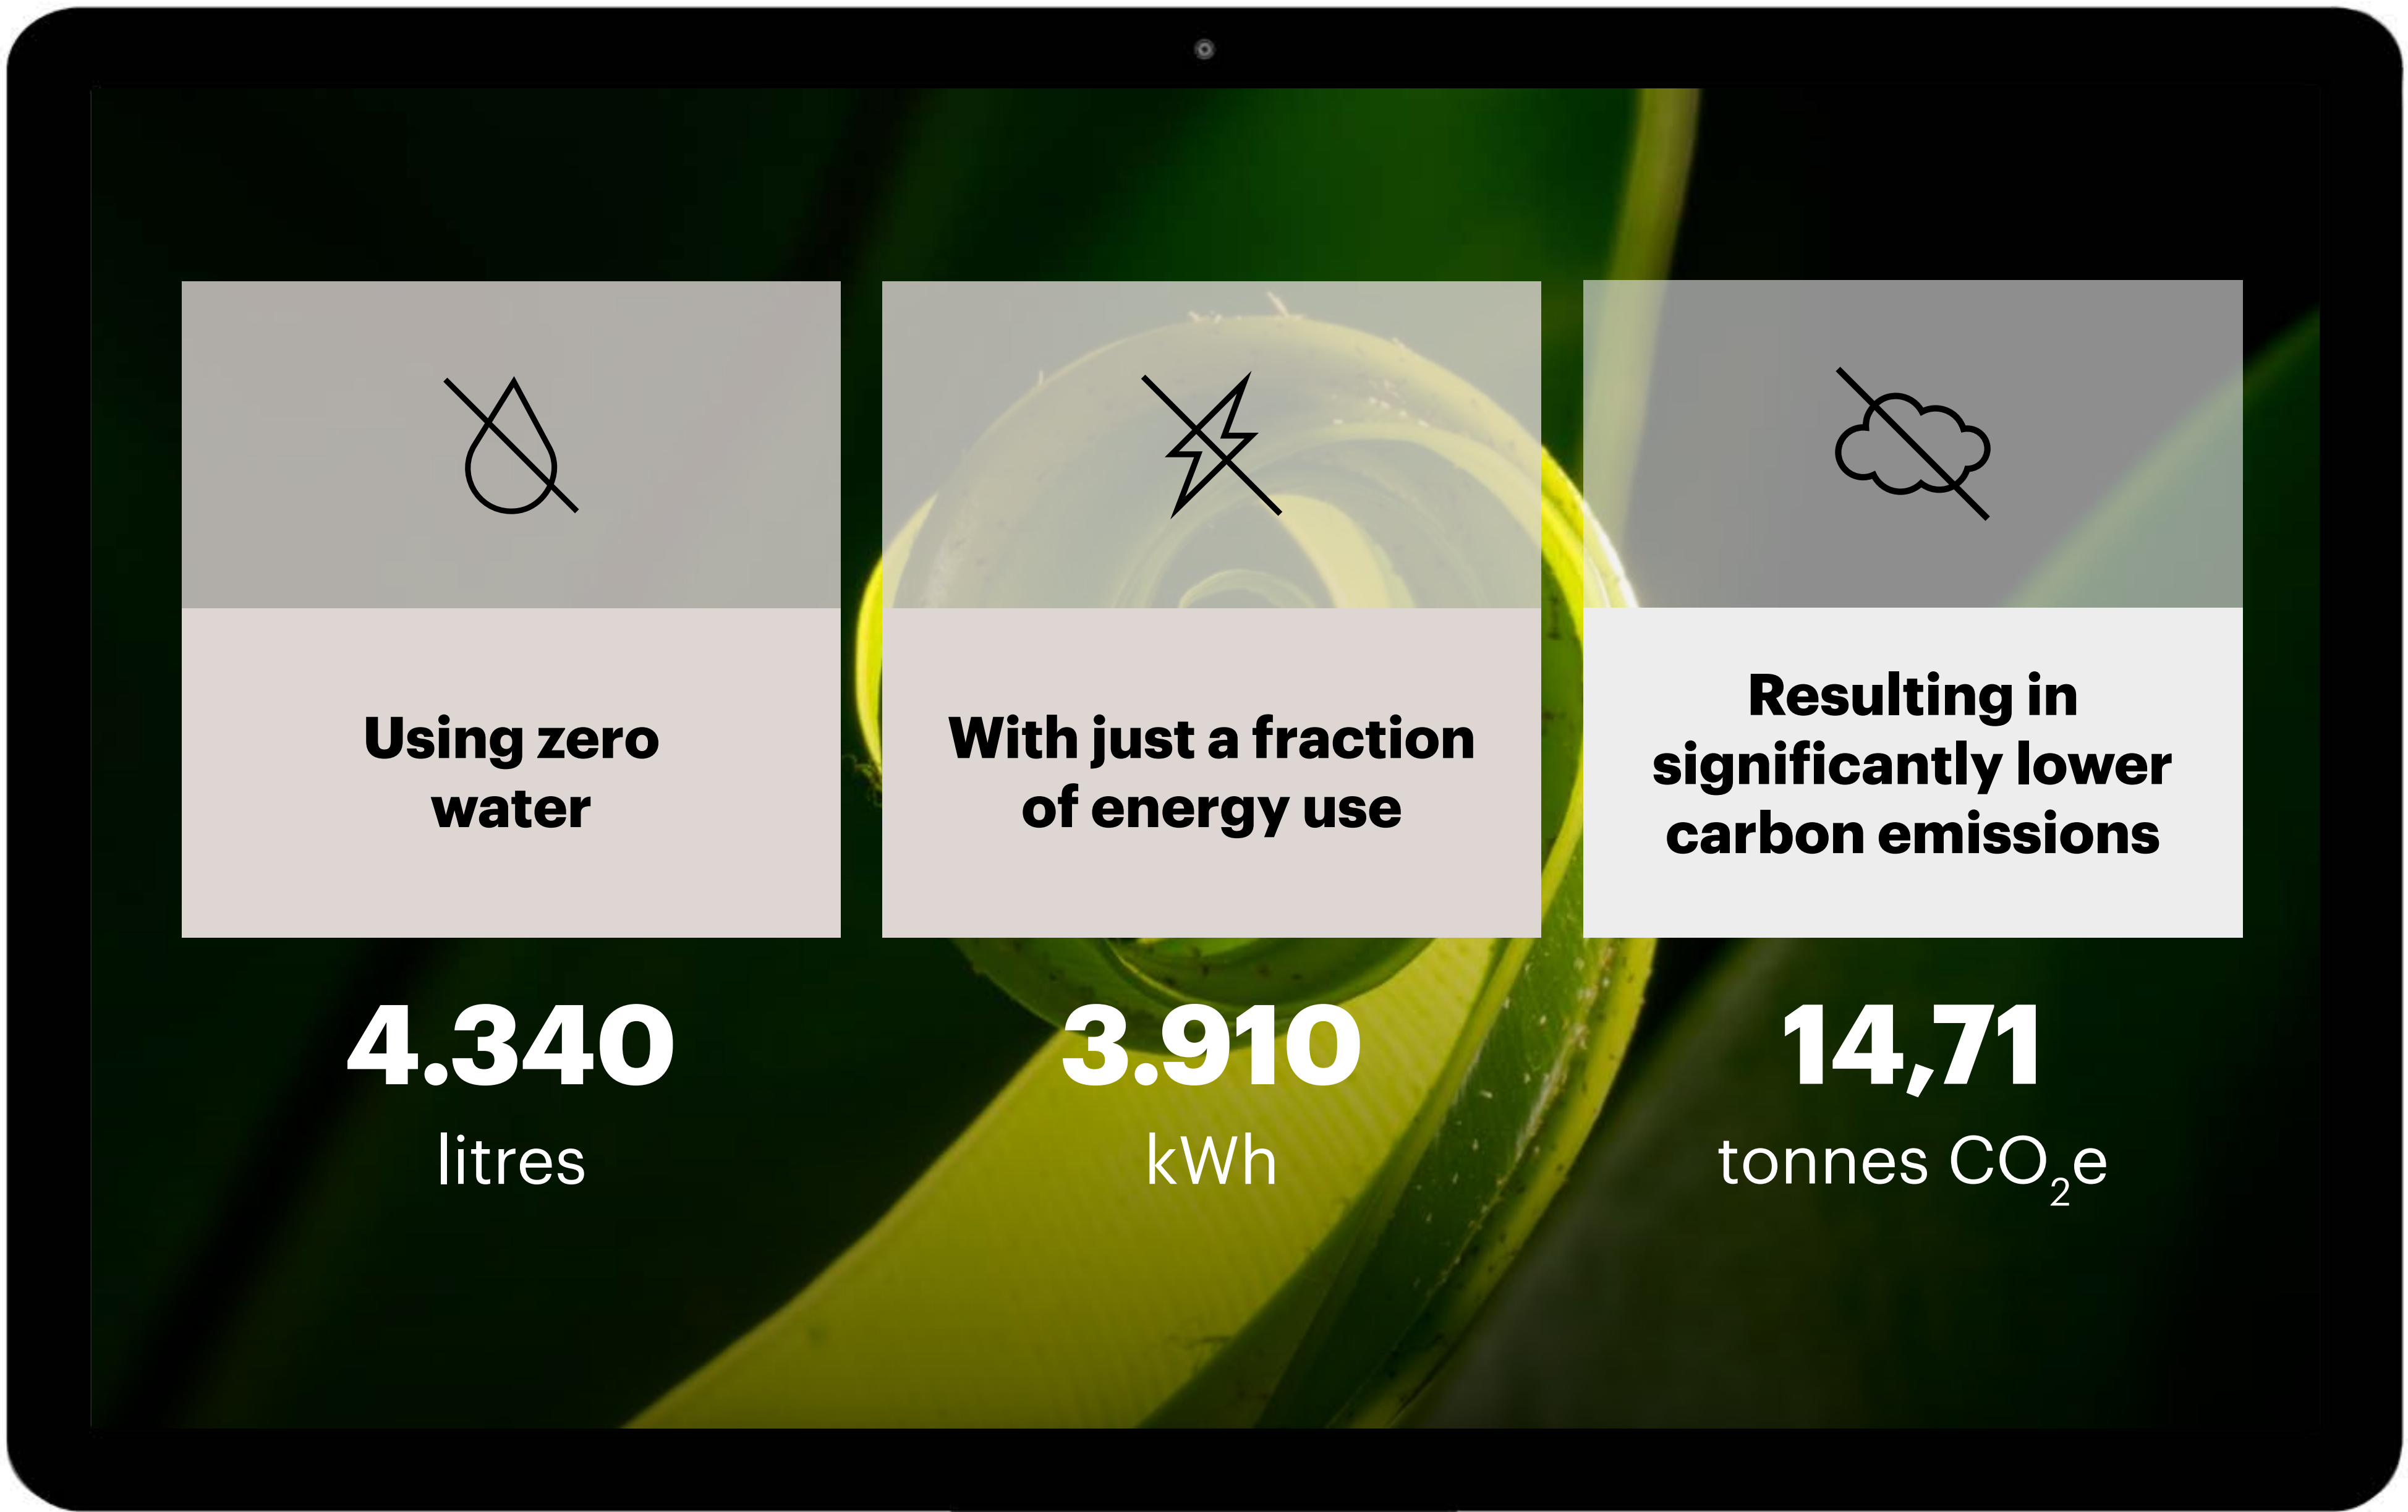 Using zero
water
4.340
litres
With just a fraction
of energy use
3.910
kWh
Resulting in
significantly lower
carbon emissions
14,71
tonnes CO₂e